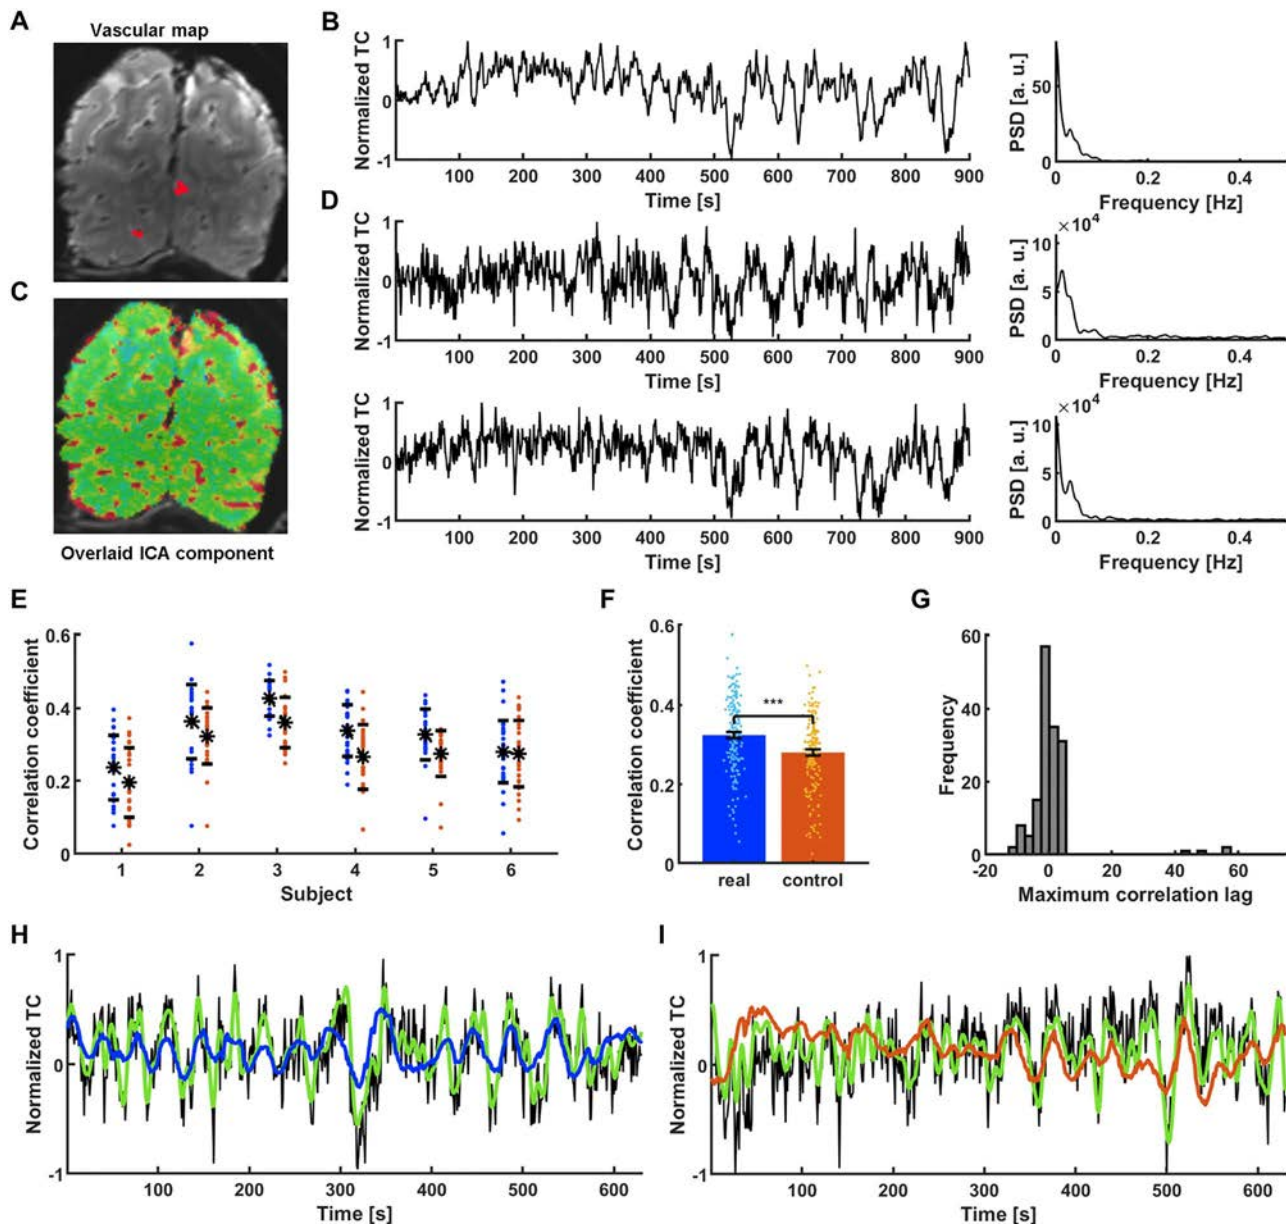 A
Vascular map
B
Normalized TC
1
0
-1
100 200 300 400 500 600 700 800 900
Time [s]
PSD [a. u.]
50
0
0 0.2 0.4
Frequency [Hz]
C
Overlaid ICA component
D
Normalized TC
1
0
-1
100 200 300 400 500 600 700 800 900
Time [s]
PSD [a. u.]
×10⁴
10
5
0
0 0.2 0.4
Frequency [Hz]
Normalized TC
1
0
-1
100 200 300 400 500 600 700 800 900
Time [s]
PSD [a. u.]
×10⁴
10
5
0
0 0.2 0.4
Frequency [Hz]
E
Correlation coefficient
0.6
0.4
0.2
0
1 2 3 4 5 6
Subject
F
Correlation coefficient
0.6
0.4
0.2
0
***
real control
G
Frequency
60
40
20
0
-20 0 20 40 60
Maximum correlation lag
H
Normalized TC
1
0
-1
100 200 300 400 500 600
Time [s]
I
Normalized TC
1
0
-1
100 200 300 400 500 600
Time [s]